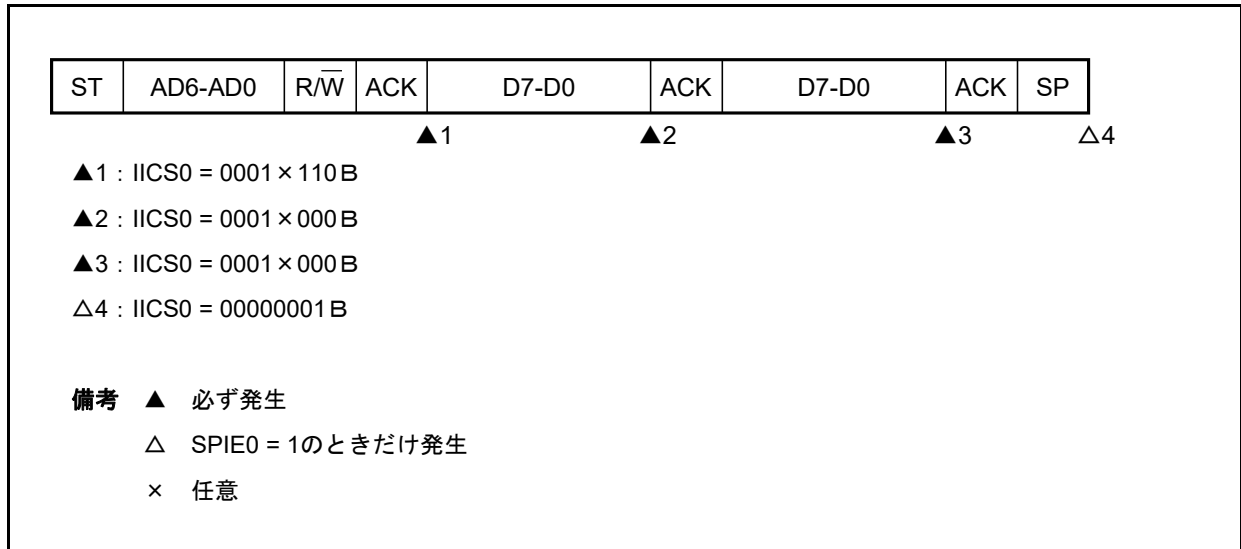 ST AD6-AD0 R/W̅ ACK D7-D0 ACK D7-D0 ACK SP
▲1 ▲2 ▲3 △4
▲1：IICS0 = 0001×110B
▲2：IICS0 = 0001×000B
▲3：IICS0 = 0001×000B
△4：IICS0 = 00000001B
備考 ▲ 必ず発生
△ SPIE0 = 1のときだけ発生
× 任意